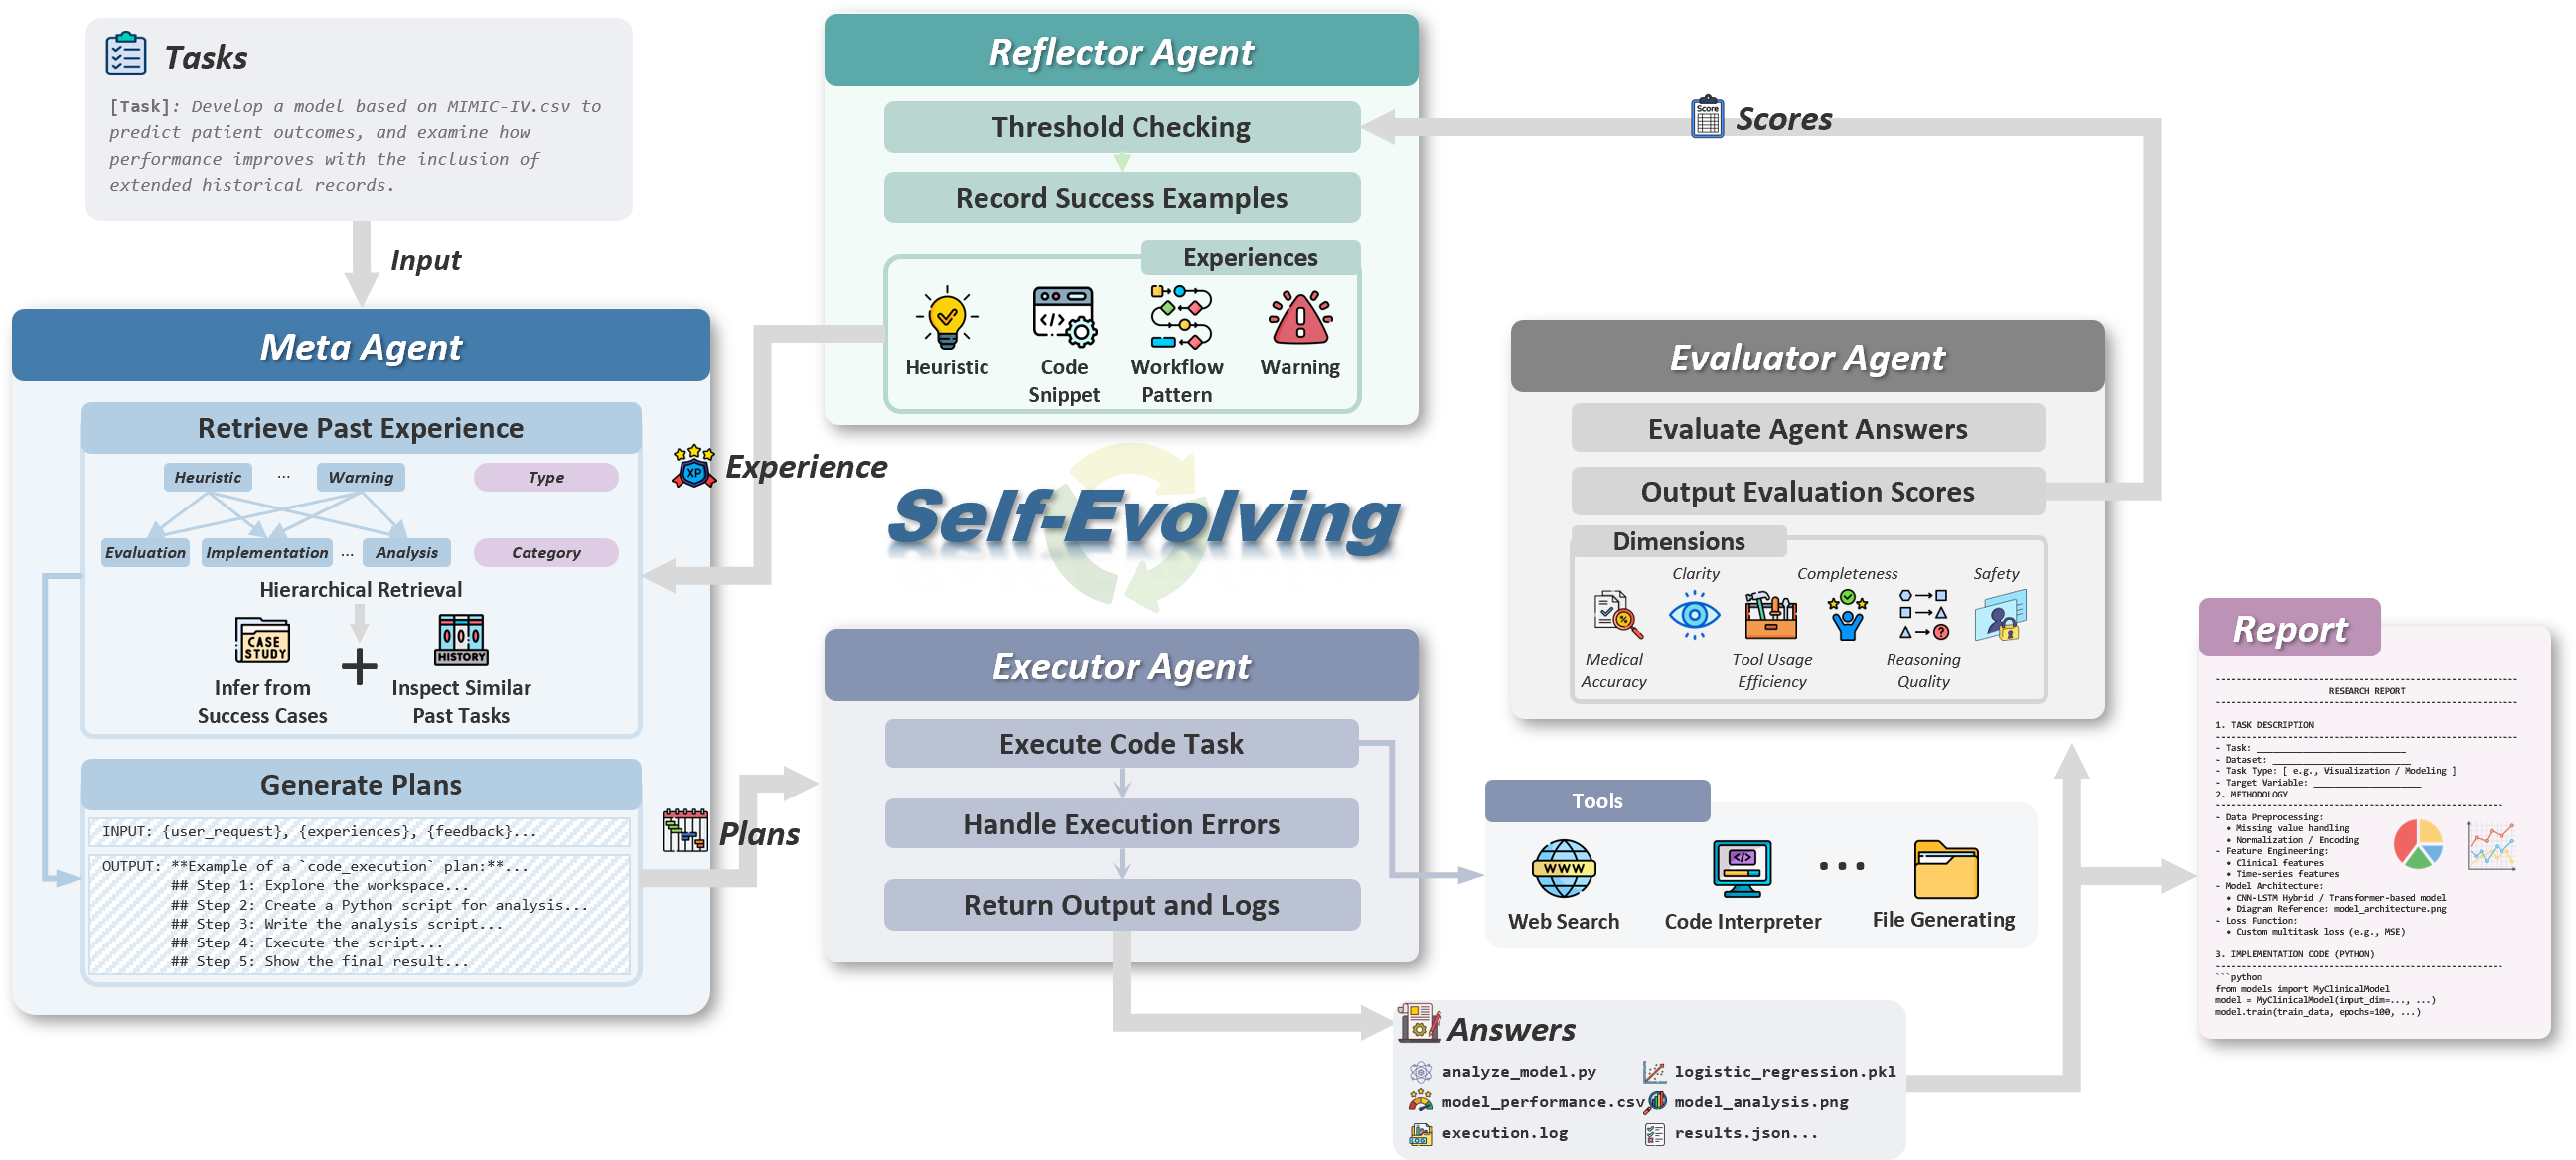 Tasks
[Task]: Develop a model based on MIMIC-IV.csv to
predict patient outcomes, and examine how
performance improves with the inclusion of
extended historical records.
Input
Meta Agent
Retrieve Past Experience
Heuristic ... Warning Type
Evaluation Implementation ... Analysis Category
Hierarchical Retrieval
CASE
STUDY
HISTORY
+
Infer from
Success Cases
Inspect Similar
Past Tasks
Generate Plans
INPUT: {user_request}, {experiences}, {feedback}...
OUTPUT: **Example of a `code_execution` plan:**...
## Step 1: Explore the workspace...
## Step 2: Create a Python script for analysis...
## Step 3: Write the analysis script...
## Step 4: Execute the script...
## Step 5: Show the final result...
Reflector Agent
Threshold Checking
Record Success Examples
Experiences
Heuristic
Code
Snippet
Workflow
Pattern
Warning
XP
Experience
Self-Evolving
Plans
Executor Agent
Execute Code Task
Handle Execution Errors
Return Output and Logs
Score
Scores
Evaluator Agent
Evaluate Agent Answers
Output Evaluation Scores
Dimensions
Clarity
Completeness
Safety
Medical
Accuracy
Tool Usage
Efficiency
Reasoning
Quality
Tools
WWW
Web Search
Code Interpreter
...
File Generating
Answers
analyze_model.py
logistic_regression.pkl
model_performance.csv
model_analysis.png
execution.log
results.json...
Report
RESEARCH REPORT
1. TASK DESCRIPTION
- Task: __________________________
- Dataset: ________________________
- Task Type: [ e.g., Visualization / Modeling ]
- Target Variable: ___________________
2. METHODOLOGY
- Data Preprocessing:
• Missing value handling
• Normalization / Encoding
- Feature Engineering:
• Clinical features
• Time-series features
- Model Architecture:
• CNN-LSTM Hybrid / Transformer-based model
• Diagram Reference: model_architecture.png
- Loss Function:
• Custom multitask loss (e.g., MSE)
3. IMPLEMENTATION CODE (PYTHON)
```python
from models import MyClinicalModel
model = MyClinicalModel(input_dim=..., ...)
model.train(train_data, epochs=100, ...)